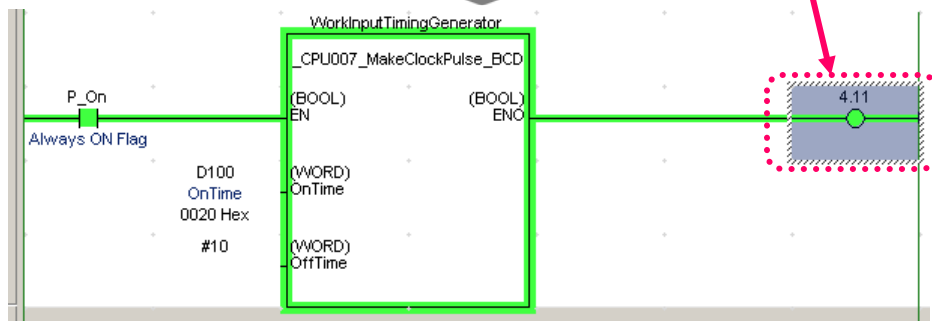 WorkInputTimingGenerator
_CPU007_MakeClockPulse_BCD
P_On
(BOOL) (BOOL)
EN ENO
4.11
Always ON Flag
D100 (WORD)
OnTime OnTime
0020 Hex
#10 (WORD)
OffTime